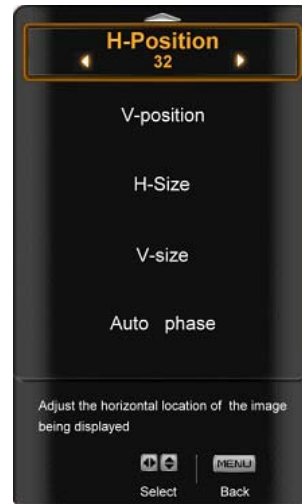 H-Position
32
V-position
H-Size
V-size
Auto phase
Adjust the horizontal location of the image
being displayed
MENU
Select Back